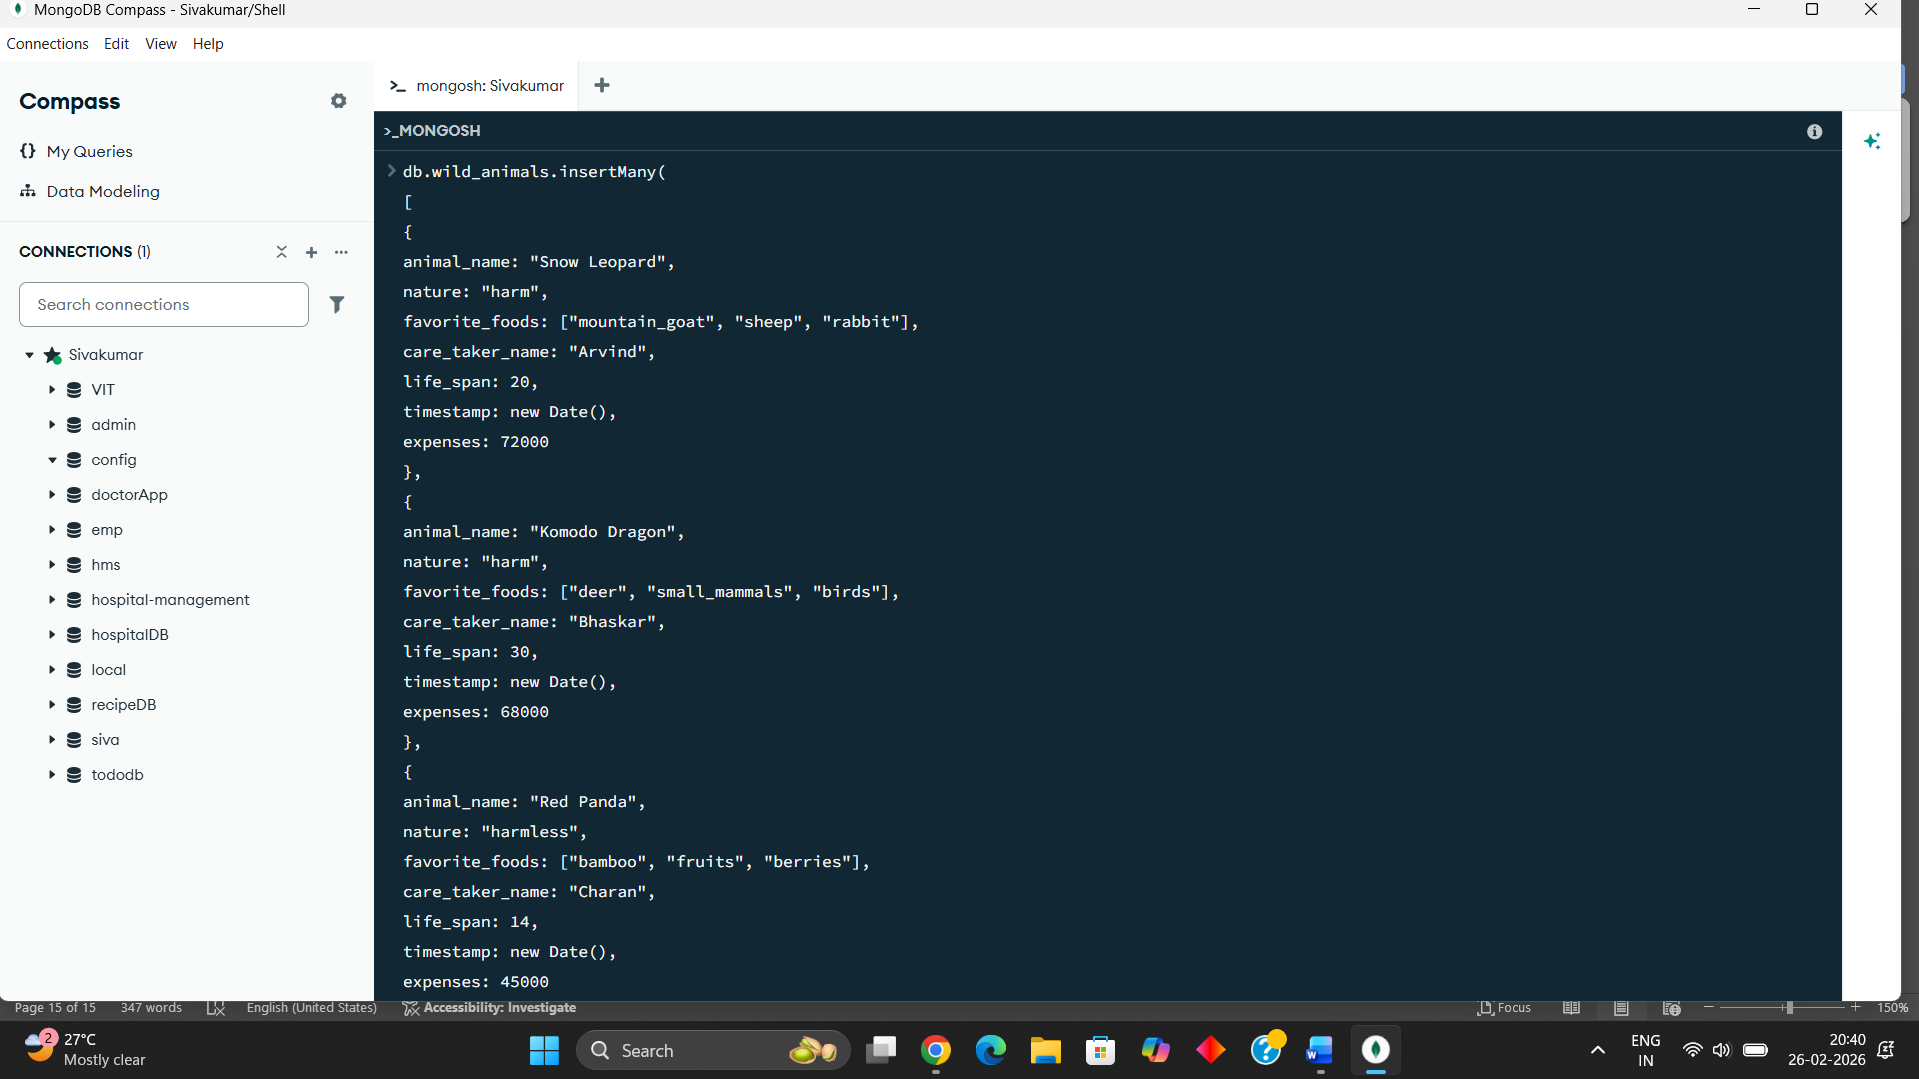 MongoDB Compass - Sivakumar/Shell
Connections Edit View Help
Compass
My Queries
Data Modeling
CONNECTIONS (1)
Search connections
Sivakumar
VIT
admin
config
doctorApp
emp
hms
hospital-management
hospitalDB
local
recipeDB
siva
tododb
>_ mongosh: Sivakumar
>_MONGOSH
db.wild_animals.insertMany(
[
{
animal_name: "Snow Leopard",
nature: "harm",
favorite_foods: ["mountain_goat", "sheep", "rabbit"],
care_taker_name: "Arvind",
life_span: 20,
timestamp: new Date(),
expenses: 72000
},
{
animal_name: "Komodo Dragon",
nature: "harm",
favorite_foods: ["deer", "small_mammals", "birds"],
care_taker_name: "Bhaskar",
life_span: 30,
timestamp: new Date(),
expenses: 68000
},
{
animal_name: "Red Panda",
nature: "harmless",
favorite_foods: ["bamboo", "fruits", "berries"],
care_taker_name: "Charan",
life_span: 14,
timestamp: new Date(),
expenses: 45000
Page 15 of 15 347 words English (United States) Accessibility: Investigate Focus 150%
2 27°C
Mostly clear
Search
ENG
IN
20:40
26-02-2026